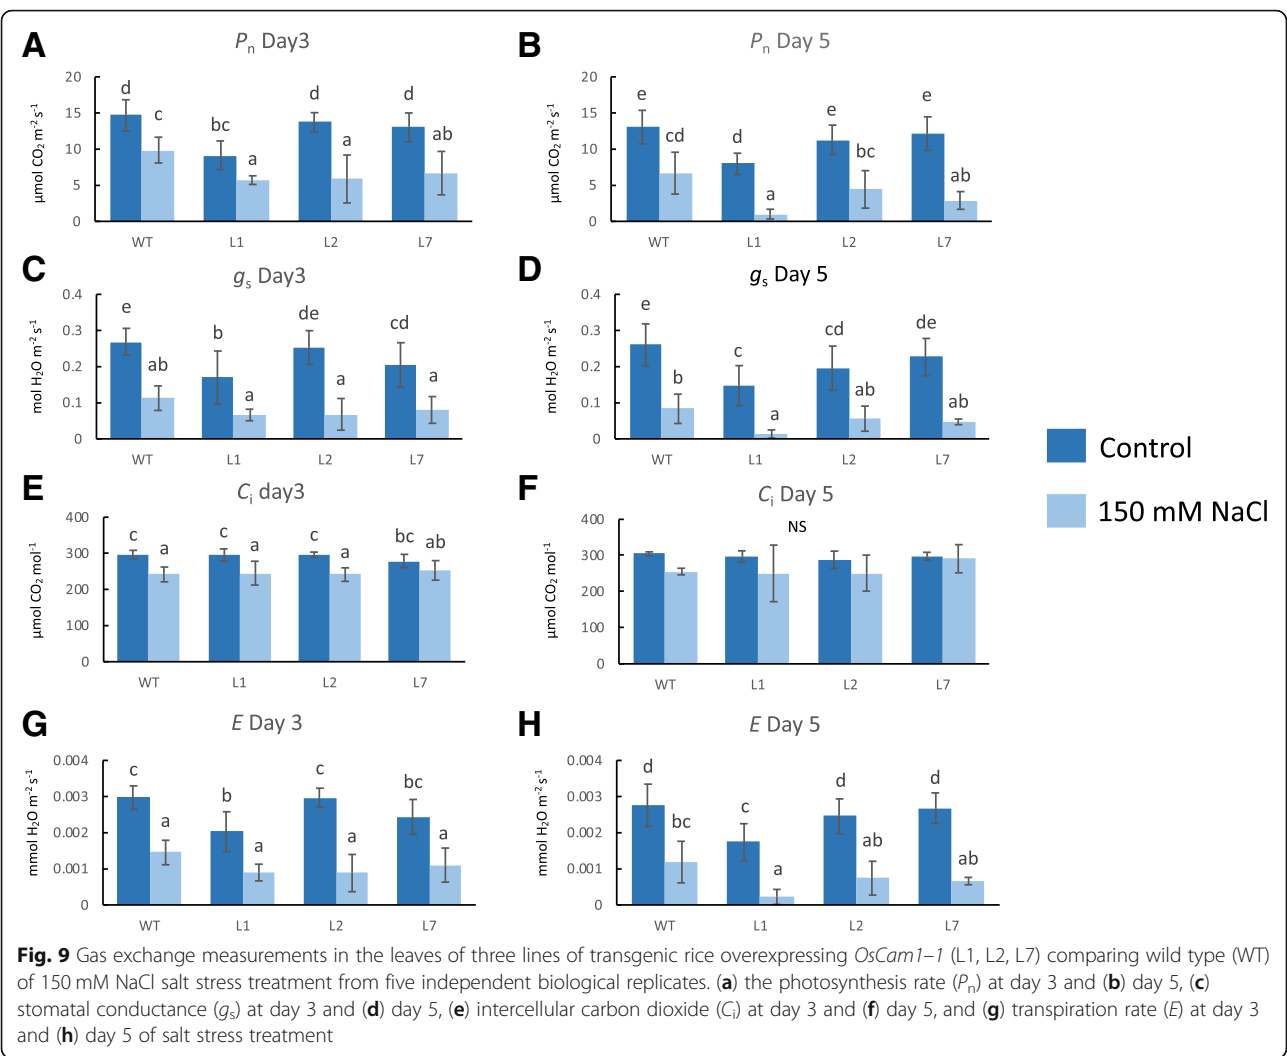 A
Pn Day3
20
15
10
5
0
µmol CO2 m-2 s-1
d
c
bc
a
d
a
d
ab
WT
L1
L2
L7
B
Pn Day 5
20
15
10
5
0
µmol CO2 m-2 s-1
e
cd
d
a
e
bc
e
ab
WT
L1
L2
L7
C
gs Day3
0.4
0.3
0.2
0.1
0
mol H2O m-2 s-1
e
ab
b
a
de
a
cd
a
WT
L1
L2
L7
D
gs Day 5
0.4
0.3
0.2
0.1
0
mol H2O m-2 s-1
e
b
c
a
cd
ab
de
ab
WT
L1
L2
L7
Control
150 mM NaCl
E
Ci day3
400
300
200
100
0
µmol CO2 mol-1
c
a
c
a
c
a
bc
ab
WT
L1
L2
L7
F
Ci Day 5
400
300
200
100
0
µmol CO2 mol-1
NS
WT
L1
L2
L7
G
E Day 3
0.004
0.003
0.002
0.001
0
mmol H2O m-2 s-1
c
a
b
a
c
a
bc
a
WT
L1
L2
L7
H
E Day 5
0.004
0.003
0.002
0.001
0
mmol H2O m-2 s-1
d
bc
c
a
d
ab
d
ab
WT
L1
L2
L7
Fig. 9 Gas exchange measurements in the leaves of three lines of transgenic rice overexpressing OsCam1–1 (L1, L2, L7) comparing wild type (WT)
of 150 mM NaCl salt stress treatment from five independent biological replicates. (a) the photosynthesis rate (Pn) at day 3 and (b) day 5, (c)
stomatal conductance (gs) at day 3 and (d) day 5, (e) intercellular carbon dioxide (Ci) at day 3 and (f) day 5, and (g) transpiration rate (E) at day 3
and (h) day 5 of salt stress treatment